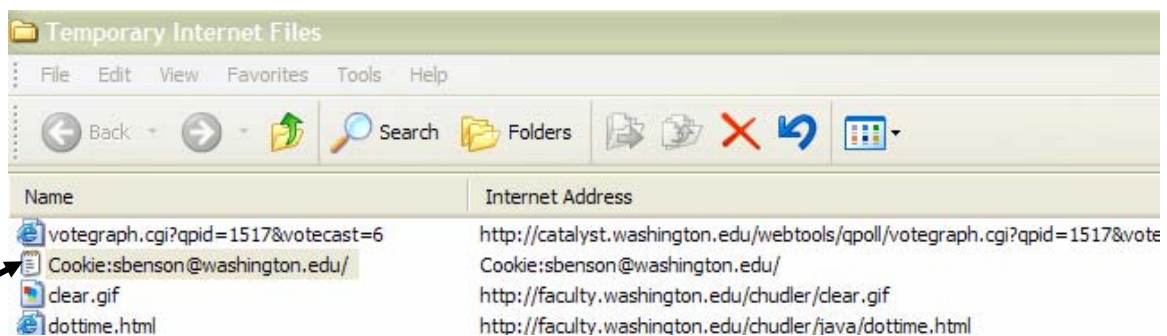 Temporary Internet Files
File Edit View Favorites Tools Help
Back Search Folders
Name Internet Address
votegraph.cgi?qpid=1517&votecast=6 http://catalyst.washington.edu/webtools/qpoll/votegraph.cgi?qpid=1517&vote
Cookie:sbenson@washington.edu/ Cookie:sbenson@washington.edu/
clear.gif http://faculty.washington.edu/chudler/clear.gif
dottime.html http://faculty.washington.edu/chudler/java/dottime.html